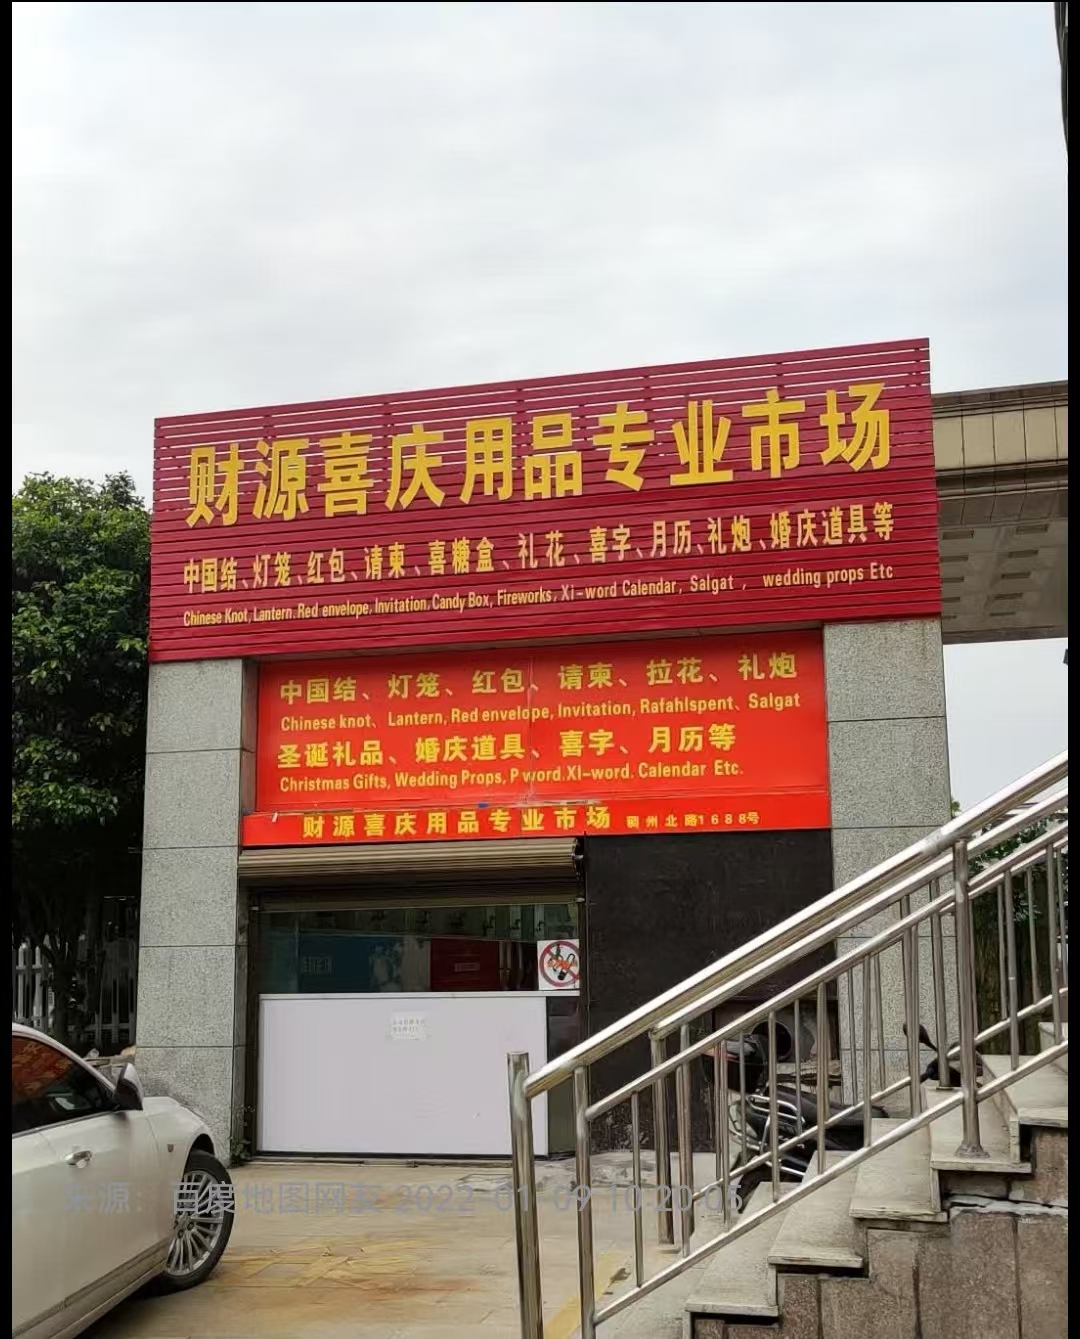 财源喜庆用品专业市场
中国结、灯笼、红包、请柬、喜糖盒、礼花、喜字、月历、礼炮、婚庆道具等
Chinese Knot, Lantern. Red envelope, Invitation, Candy Box, Fireworks, Xi-word Calendar, Salgat , wedding props Etc
中国结、灯笼、红包、请柬、拉花、礼炮
Chinese knot、Lantern, Red envelope, Invitation, Rafahlspent、Salgat
圣诞礼品、婚庆道具、喜字、月历等
Christmas Gifts, Wedding Props, P word. XI-word. Calendar Etc.
财源喜庆用品专业市场 稠州北路1688号
来源：百度地图网友 2022-01-09 10:20:05